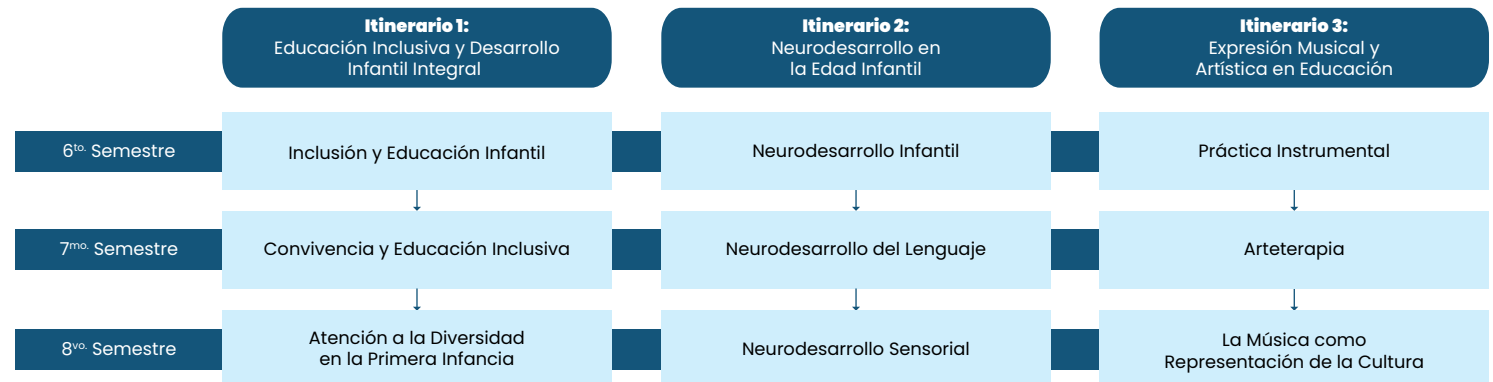 Itinerario 1:
Educación Inclusiva y Desarrollo
Infantil Integral
Itinerario 2:
Neurodesarrollo en
la Edad Infantil
Itinerario 3:
Expresión Musical y
Artística en Educación
6to. Semestre
Inclusión y Educación Infantil
Neurodesarrollo Infantil
Práctica Instrumental
7mo. Semestre
Convivencia y Educación Inclusiva
Neurodesarrollo del Lenguaje
Arteterapia
8vo. Semestre
Atención a la Diversidad
en la Primera Infancia
Neurodesarrollo Sensorial
La Música como
Representación de la Cultura